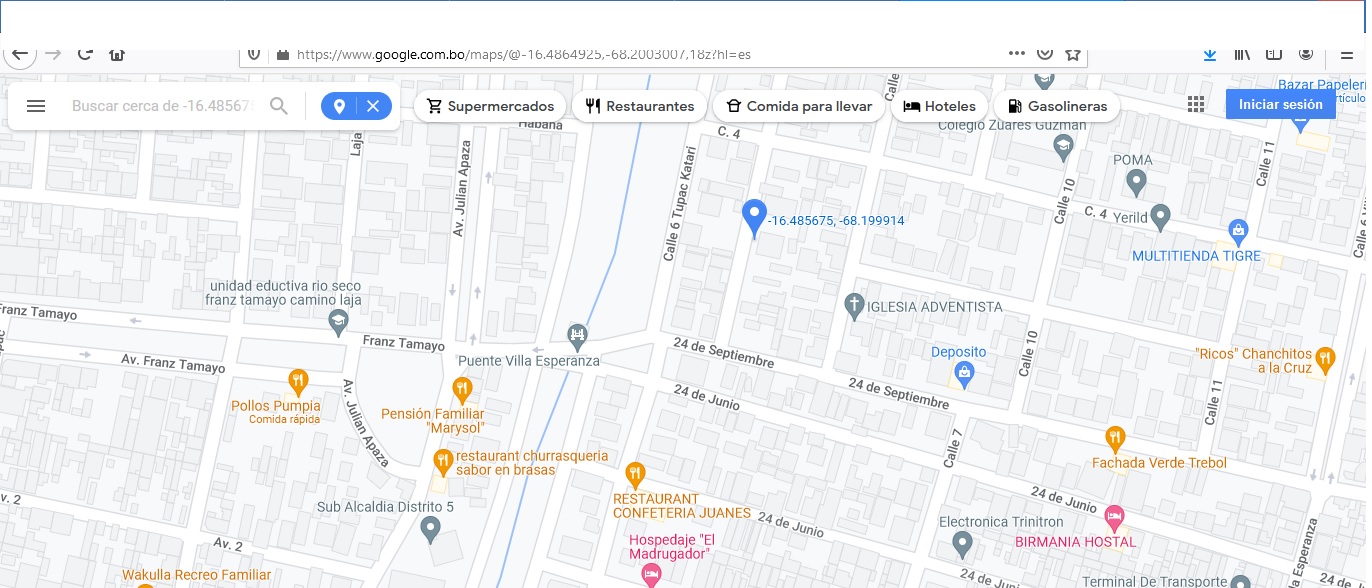 https://www.google.com.bo/maps/@-16.4864925,-68.2003007,18z?hl=es
Buscar cerca de -16.48567
Supermercados
Restaurantes
Comida para llevar
Hoteles
Gasolineras
Iniciar sesión
Bazar Papeler
rtículo
Habana
Laja
Av. Julian Apaza
Calle 6 Tupac Katari
C. 4
Calle
Colegio Zuares Guzman
POMA
Calle 10
C. 4
Yerild
Calle 11
MULTITIENDA TIGRE
-16.485675, -68.199914
unidad eductiva rio seco
franz tamayo camino laja
Franz Tamayo
Franz Tamayo
Av. Franz Tamayo
Puente Villa Esperanza
IGLESIA ADVENTISTA
24 de Septiembre
Deposito
Calle 10
"Ricos" Chanchitos
a la Cruz
24 de Septiembre
24 de Junio
Calle 11
Pollos Pumpia
Comida rápida
Av. Julian Apaza
Pensión Familiar
"Marysol"
restaurant churrasqueria
sabor en brasas
Calle 7
Fachada Verde Trebol
RESTAURANT
CONFETERIA JUANES
24 de Junio
24 de Junio
Sub Alcaldia Distrito 5
Av. 2
Electronica Trinitron
BIRMANIA HOSTAL
Hospedaje "El
Madrugador"
Wakulla Recreo Familiar
24 de Junio
Terminal De Transporte
a Esperanza
24 de